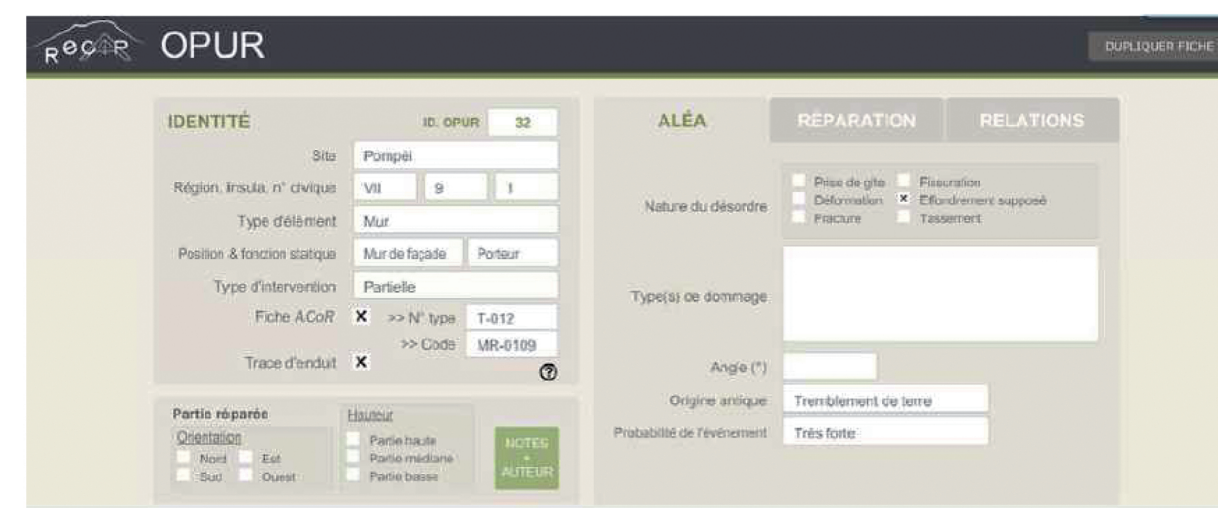 RECAP OPUR
DUPLIQUER FICHE
IDENTITÉ
ID. OPUR 32
Site Pompéi
Région, insula, n° civique VII 9 1
Type d'élément Mur
Position & fonction statique Mur de façade Porteur
Type d'intervention Partielle
Fiche ACoR X >> N° type T-012
>> Code MR-0109
Trace d'enduit X
?
Partie réparée
Orientation
Nord Est
Sud Ouest
Hauteur
Partie haute
Partie médiane
Partie basse
NOTES
+
AUTEUR
ALÉA RÉPARATION RELATIONS
Nature du désordre
Prise de gîte Fissuration
Déformation X Effondrement supposé
Fracture Tassement
Type(s) de dommage
Angle (°)
Origine antique Tremblement de terre
Probabilité de l'événement Très forte